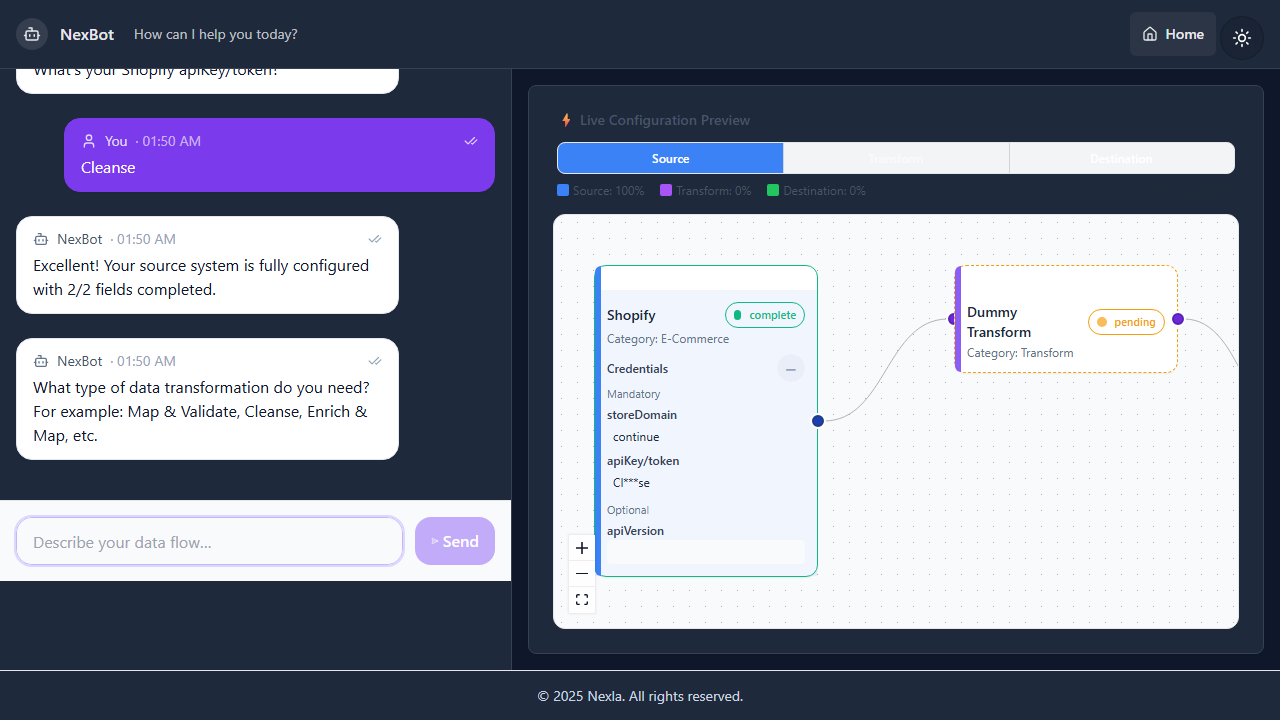 NexBot
How can I help you today?
Home
What's your Shopify apiKey/token?
You · 01:50 AM
Cleanse
NexBot · 01:50 AM
Excellent! Your source system is fully configured
with 2/2 fields completed.
NexBot · 01:50 AM
What type of data transformation do you need?
For example: Map & Validate, Cleanse, Enrich &
Map, etc.
Describe your data flow...
Send
Live Configuration Preview
Source
Transform
Destination
Source: 100%
Transform: 0%
Destination: 0%
Shopify
complete
Category: E-Commerce
Credentials
Mandatory
storeDomain
continue
apiKey/token
Cl***se
Optional
apiVersion
Dummy
Transform
pending
Category: Transform
© 2025 Nexla. All rights reserved.